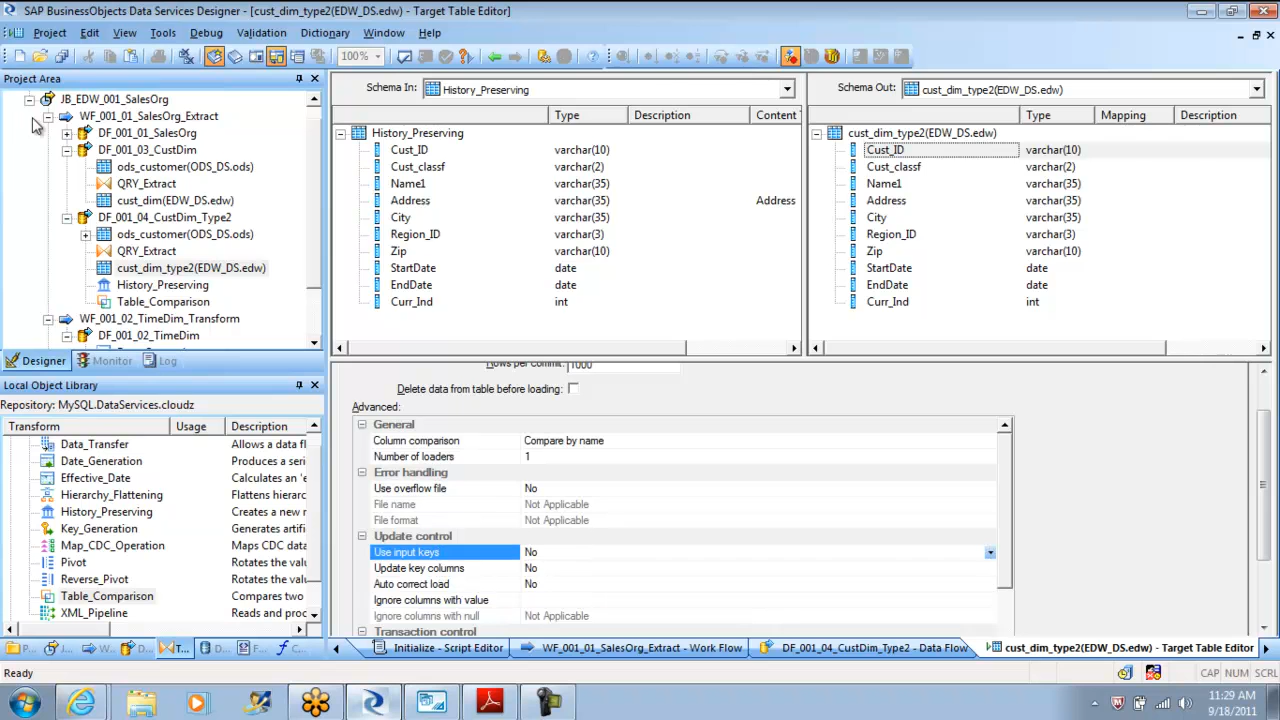 SAP BusinessObjects Data Services Designer - [cust_dim_type2(EDW_DS.edw) - Target Table Editor]
Project Edit View Tools Debug Validation Dictionary Window Help
100%
Project Area
JB_EDW_001_SalesOrg
WF_001_01_SalesOrg_Extract
DF_001_01_SalesOrg
DF_001_03_CustDim
ods_customer(ODS_DS.ods)
QRY_Extract
cust_dim(EDW_DS.edw)
DF_001_04_CustDim_Type2
ods_customer(ODS_DS.ods)
QRY_Extract
cust_dim_type2(EDW_DS.edw)
History_Preserving
Table_Comparison
WF_001_02_TimeDim_Transform
DF_001_02_TimeDim
Designer Monitor Log
Local Object Library
Repository: MySQL.DataServices.cloudz
Transform Usage Description
Data_Transfer Allows a data fl
Date_Generation Produces a seri
Effective_Date Calculates an 'e
Hierarchy_Flattening Flattens hierarc
History_Preserving Creates a new r
Key_Generation Generates artifi
Map_CDC_Operation Maps CDC data
Pivot Rotates the valu
Reverse_Pivot Rotates the valu
Table_Comparison Compares two
XML_Pipeline Reads and proc
P... J... W... D... T... D... F... C...
Schema In: History_Preserving
Type Description Content
History_Preserving
Cust_ID varchar(10)
Cust_classf varchar(2)
Name1 varchar(35)
Address varchar(35) Address
City varchar(35)
Region_ID varchar(3)
Zip varchar(10)
StartDate date
EndDate date
Curr_Ind int
Schema Out: cust_dim_type2(EDW_DS.edw)
Type Mapping Description
cust_dim_type2(EDW_DS.edw)
Cust_ID varchar(10)
Cust_classf varchar(2)
Name1 varchar(35)
Address varchar(35)
City varchar(35)
Region_ID varchar(3)
Zip varchar(10)
StartDate date
EndDate date
Curr_Ind int
Rows per commit: 1000
Delete data from table before loading:
Advanced:
General
Column comparison Compare by name
Number of loaders 1
Error handling
Use overflow file No
File name Not Applicable
File format Not Applicable
Update control
Use input keys No
Update key columns No
Auto correct load No
Ignore columns with value
Ignore columns with null Not Applicable
Transaction control
Initialize - Script Editor WF_001_01_SalesOrg_Extract - Work Flow DF_001_04_CustDim_Type2 - Data Flow cust_dim_type2(EDW_DS.edw) - Target Table Editor
Ready CAP NUM SCRL
11:29 AM
9/18/2011